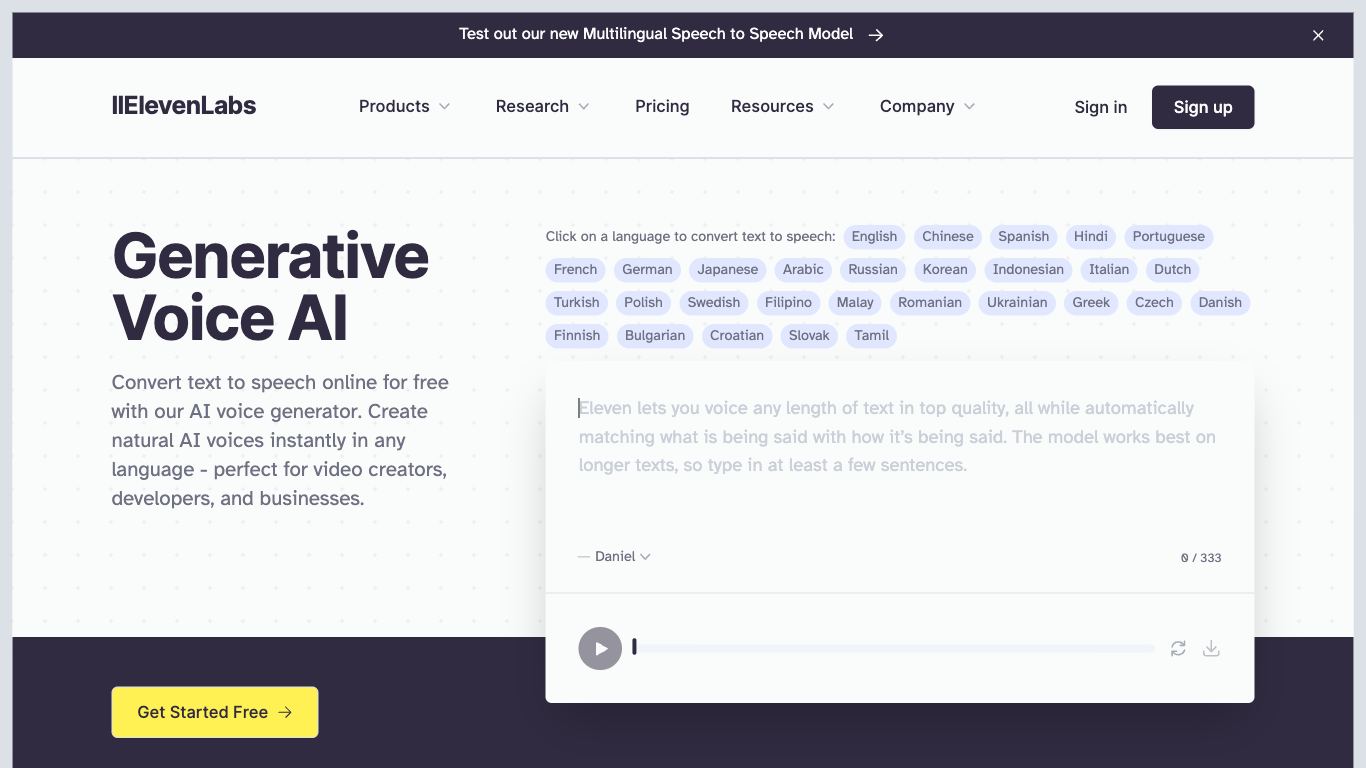 Test out our new Multilingual Speech to Speech Model →
llElevenLabs
Products Research Pricing Resources Company Sign in Sign up
Generative
Voice AI
Convert text to speech online for free
with our AI voice generator. Create
natural AI voices instantly in any
language - perfect for video creators,
developers, and businesses.
Click on a language to convert text to speech: English Chinese Spanish Hindi Portuguese
French German Japanese Arabic Russian Korean Indonesian Italian Dutch
Turkish Polish Swedish Filipino Malay Romanian Ukrainian Greek Czech Danish
Finnish Bulgarian Croatian Slovak Tamil
Eleven lets you voice any length of text in top quality, all while automatically
matching what is being said with how it’s being said. The model works best on
longer texts, so type in at least a few sentences.
— Daniel 0 / 333
Get Started Free →